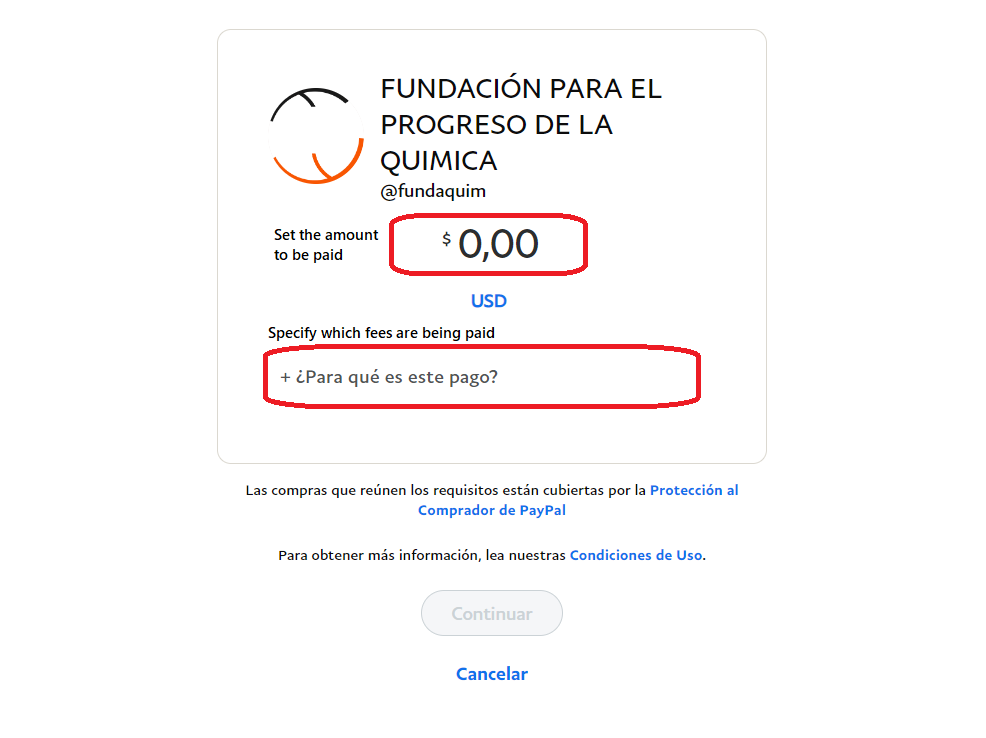 FUNDACIÓN PARA EL
PROGRESO DE LA
QUIMICA
@fundaquim
Set the amount
to be paid
$ 0,00
USD
Specify which fees are being paid
+ ¿Para qué es este pago?
Las compras que reúnen los requisitos están cubiertas por la Protección al
Comprador de PayPal
Para obtener más información, lea nuestras Condiciones de Uso.
Continuar
Cancelar